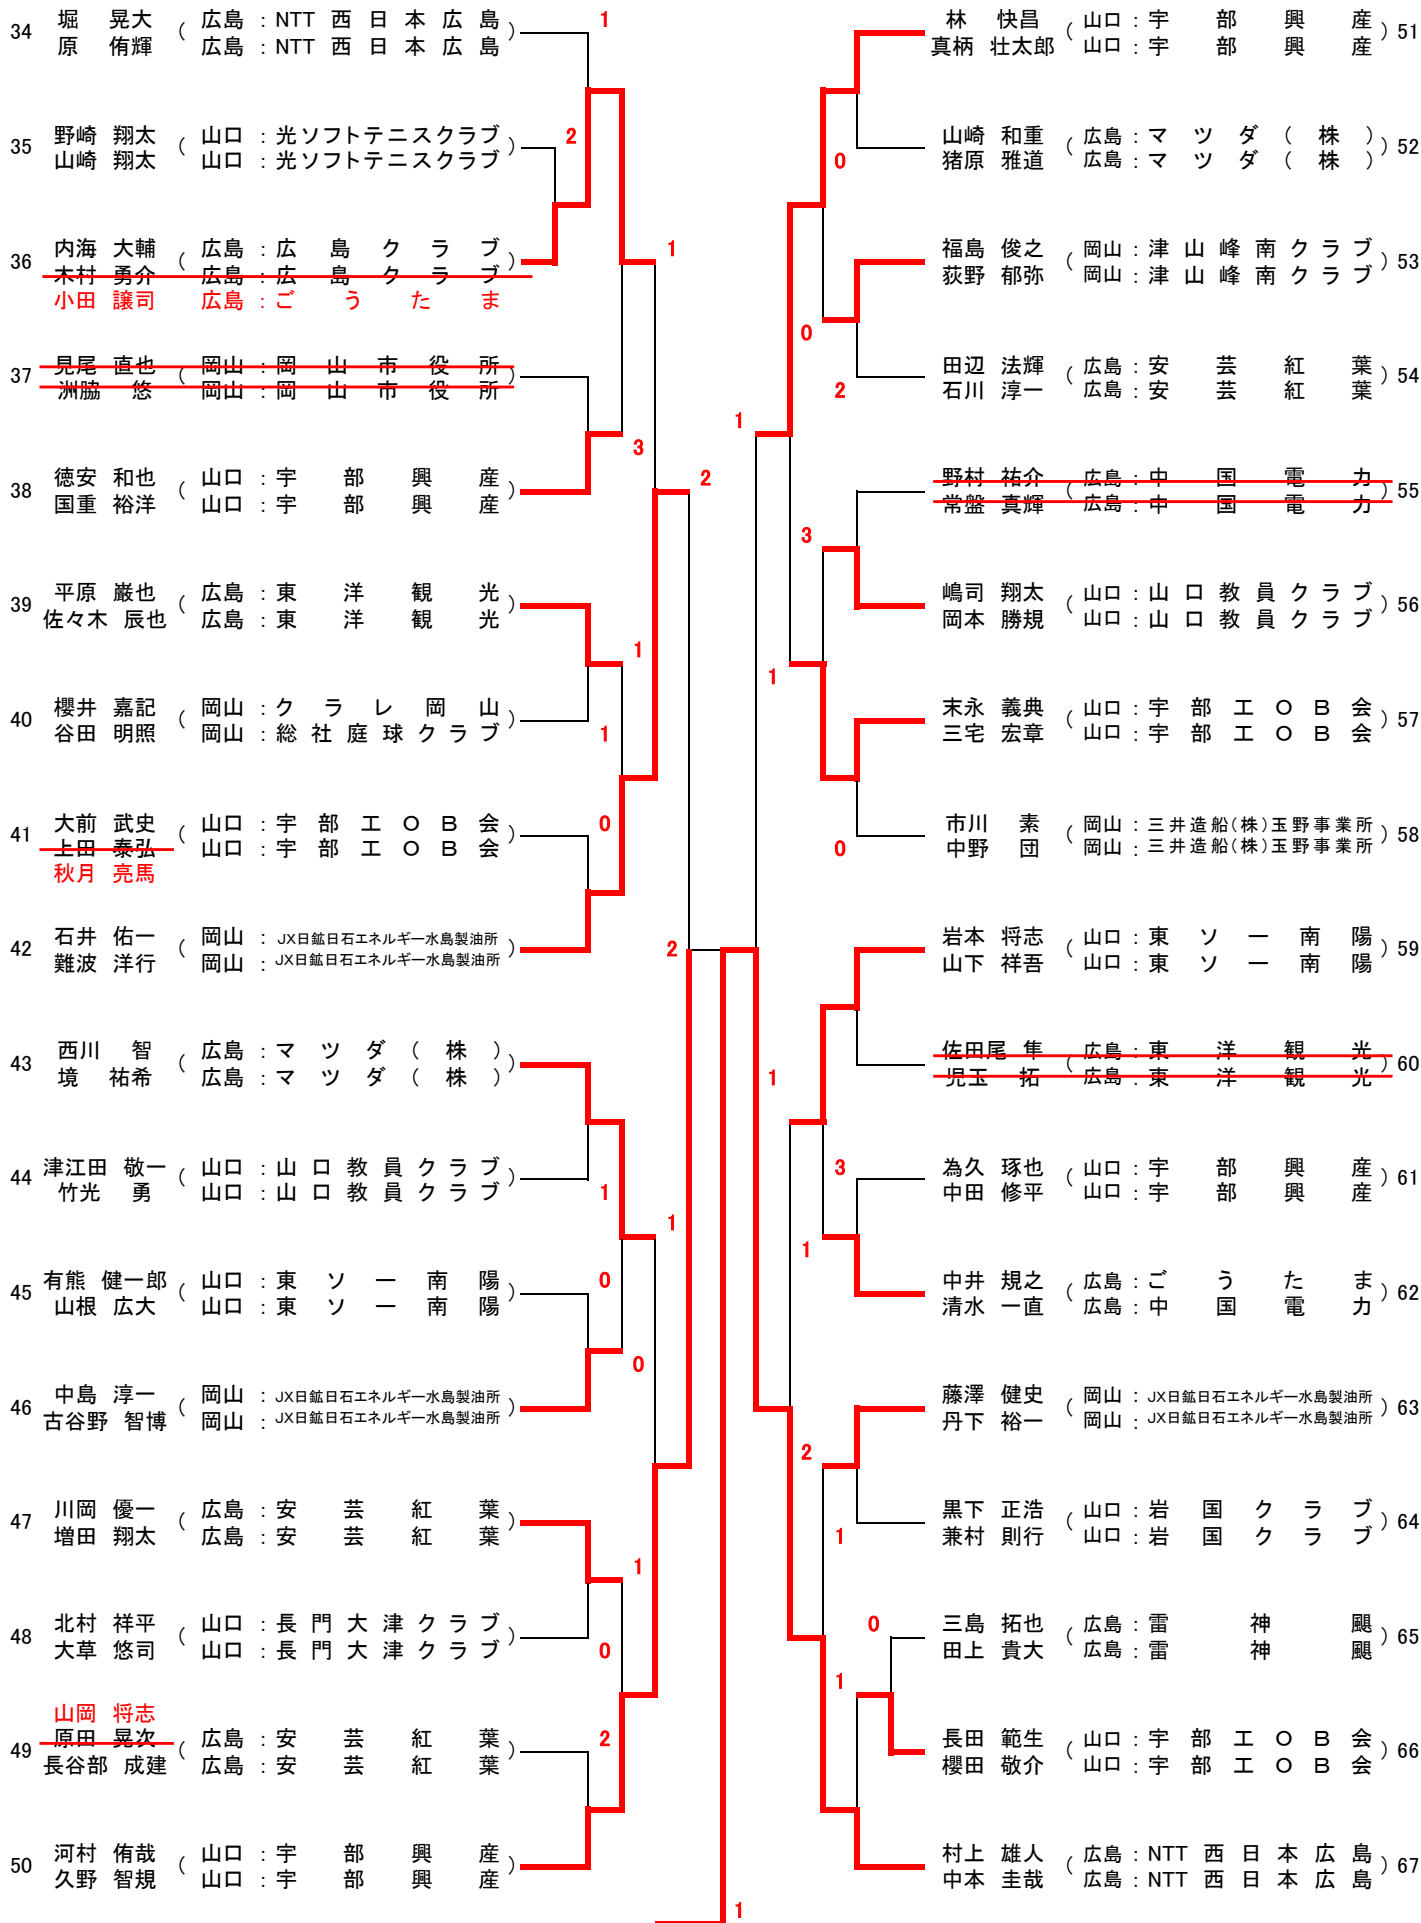 34 堀 晃大 ( 広島 : NTT 西日本広島 )
原 侑輝 広島 : NTT 西日本広島
1
35 野崎 翔太 ( 山口 : 光ソフトテニスクラブ )
山崎 翔太 山口 : 光ソフトテニスクラブ
2
36 内海 大輔 ( 広島 : 広島クラブ )
木村 勇介 広島 : 広島クラブ
小田 譲司 広島 : ごうたま
1
37 見尾 直也 ( 岡山 : 岡山市役所 )
洲脇 悠 岡山 : 岡山市役所
3
38 徳安 和也 ( 山口 : 宇部興産 )
国重 裕洋 山口 : 宇部興産
2
39 平原 巌也 ( 広島 : 東洋観光 )
佐々木 辰也 広島 : 東洋観光
1
40 櫻井 嘉記 ( 岡山 : クラレ岡山 )
谷田 明照 岡山 : 総社庭球クラブ
1
41 大前 武史 ( 山口 : 宇部工OB会 )
上田 泰弘 山口 : 宇部工OB会
秋月 亮馬
0
42 石井 佑一 ( 岡山 : JX日鉱日石エネルギー水島製油所 )
難波 洋行 岡山 : JX日鉱日石エネルギー水島製油所
2
43 西川 智 ( 広島 : マツダ(株) )
境 祐希 広島 : マツダ(株)
44 津江田 敬一 ( 山口 : 山口教員クラブ )
竹光 勇 山口 : 山口教員クラブ
1
1
45 有熊 健一郎 ( 山口 : 東ソー南陽 )
山根 広大 山口 : 東ソー南陽
0
0
46 中島 淳一 ( 岡山 : JX日鉱日石エネルギー水島製油所 )
古谷野 智博 岡山 : JX日鉱日石エネルギー水島製油所
47 川岡 優一 ( 広島 : 安芸紅葉 )
増田 翔太 広島 : 安芸紅葉
1
48 北村 祥平 ( 山口 : 長門大津クラブ )
大草 悠司 山口 : 長門大津クラブ
0
山岡 将志
49 原田 晃次 ( 広島 : 安芸紅葉 )
長谷部 成建 広島 : 安芸紅葉
2
50 河村 侑哉 ( 山口 : 宇部興産 )
久野 智規 山口 : 宇部興産
1
林 快昌 ( 山口 : 宇部興産 ) 51
真柄 壮太郎 山口 : 宇部興産
山崎 和重 ( 広島 : マツダ(株) ) 52
猪原 雅道 広島 : マツダ(株)
0
福島 俊之 ( 岡山 : 津山峰南クラブ ) 53
荻野 郁弥 岡山 : 津山峰南クラブ
0
田辺 法輝 ( 広島 : 安芸紅葉 ) 54
石川 淳一 広島 : 安芸紅葉
2
1
野村 祐介 ( 広島 : 中国電力 ) 55
常盤 真輝 広島 : 中国電力
3
嶋司 翔太 ( 山口 : 山口教員クラブ ) 56
岡本 勝規 山口 : 山口教員クラブ
1
末永 義典 ( 山口 : 宇部工OB会 ) 57
三宅 宏章 山口 : 宇部工OB会
市川 素 ( 岡山 : 三井造船(株)玉野事業所 ) 58
中野 団 岡山 : 三井造船(株)玉野事業所
0
岩本 将志 ( 山口 : 東ソー南陽 ) 59
山下 祥吾 山口 : 東ソー南陽
佐田尾 隼 ( 広島 : 東洋観光 ) 60
児玉 拓 広島 : 東洋観光
1
為久 琢也 ( 山口 : 宇部興産 ) 61
中田 修平 山口 : 宇部興産
3
1
中井 規之 ( 広島 : ごうたま ) 62
清水 一直 広島 : 中国電力
藤澤 健史 ( 岡山 : JX日鉱日石エネルギー水島製油所 ) 63
丹下 裕一 岡山 : JX日鉱日石エネルギー水島製油所
2
黒下 正浩 ( 山口 : 岩国クラブ ) 64
兼村 則行 山口 : 岩国クラブ
1
三島 拓也 ( 広島 : 雷神颶 ) 65
田上 貴大 広島 : 雷神颶
0
1
長田 範生 ( 山口 : 宇部工OB会 ) 66
櫻田 敬介 山口 : 宇部工OB会
村上 雄人 ( 広島 : NTT 西日本広島 ) 67
中本 圭哉 広島 : NTT 西日本広島